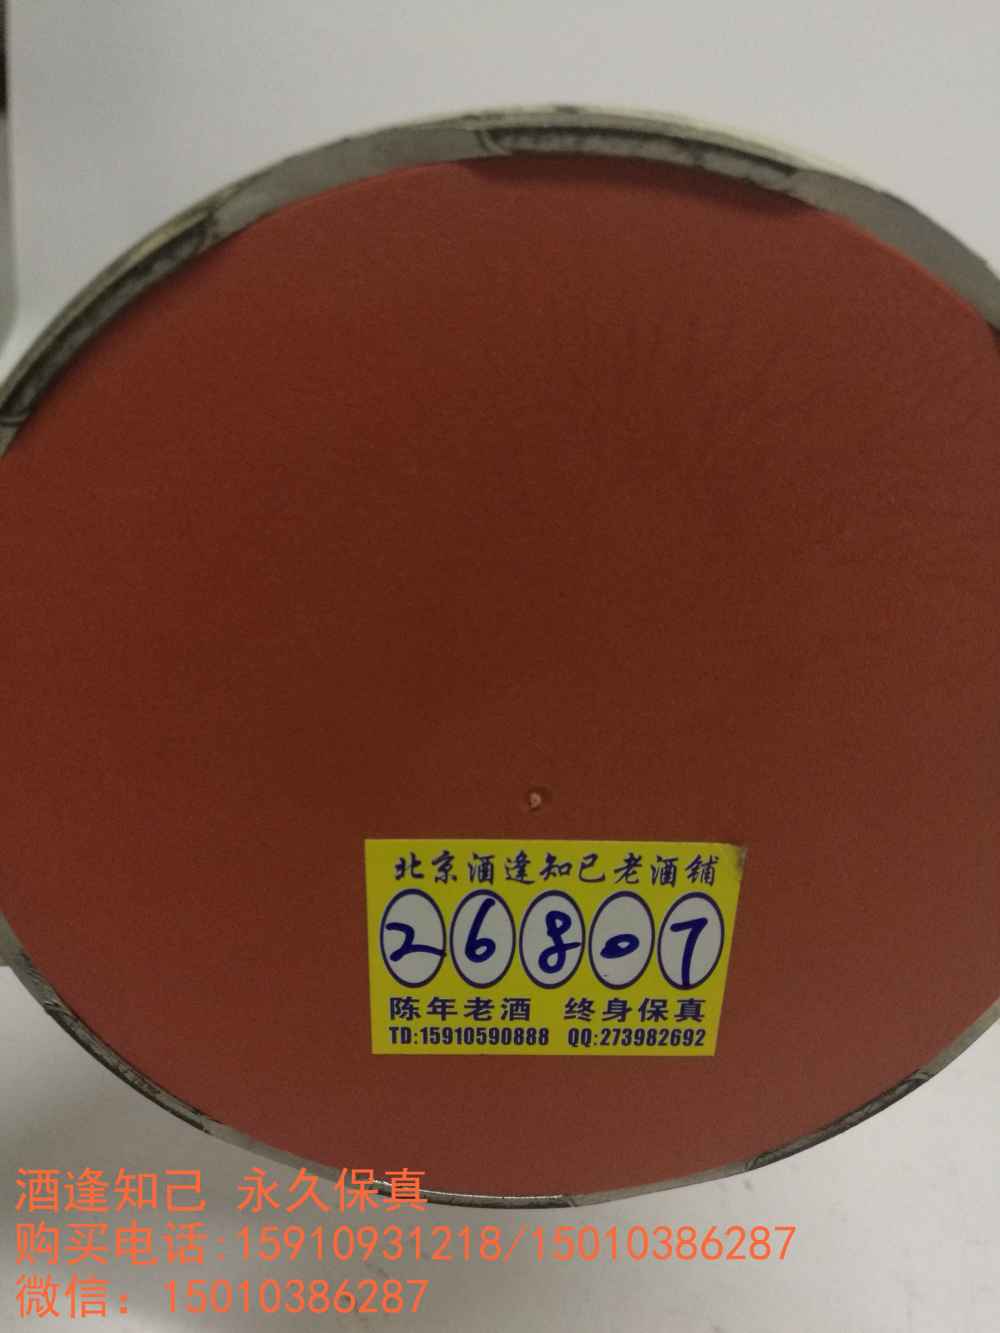 北京酒逢知已老酒铺
26807
陈年老酒 终身保真
TD:15910590888 QQ:273982692
酒逢知己 永久保真
购买电话:15910931218/15010386287
微信：15010386287